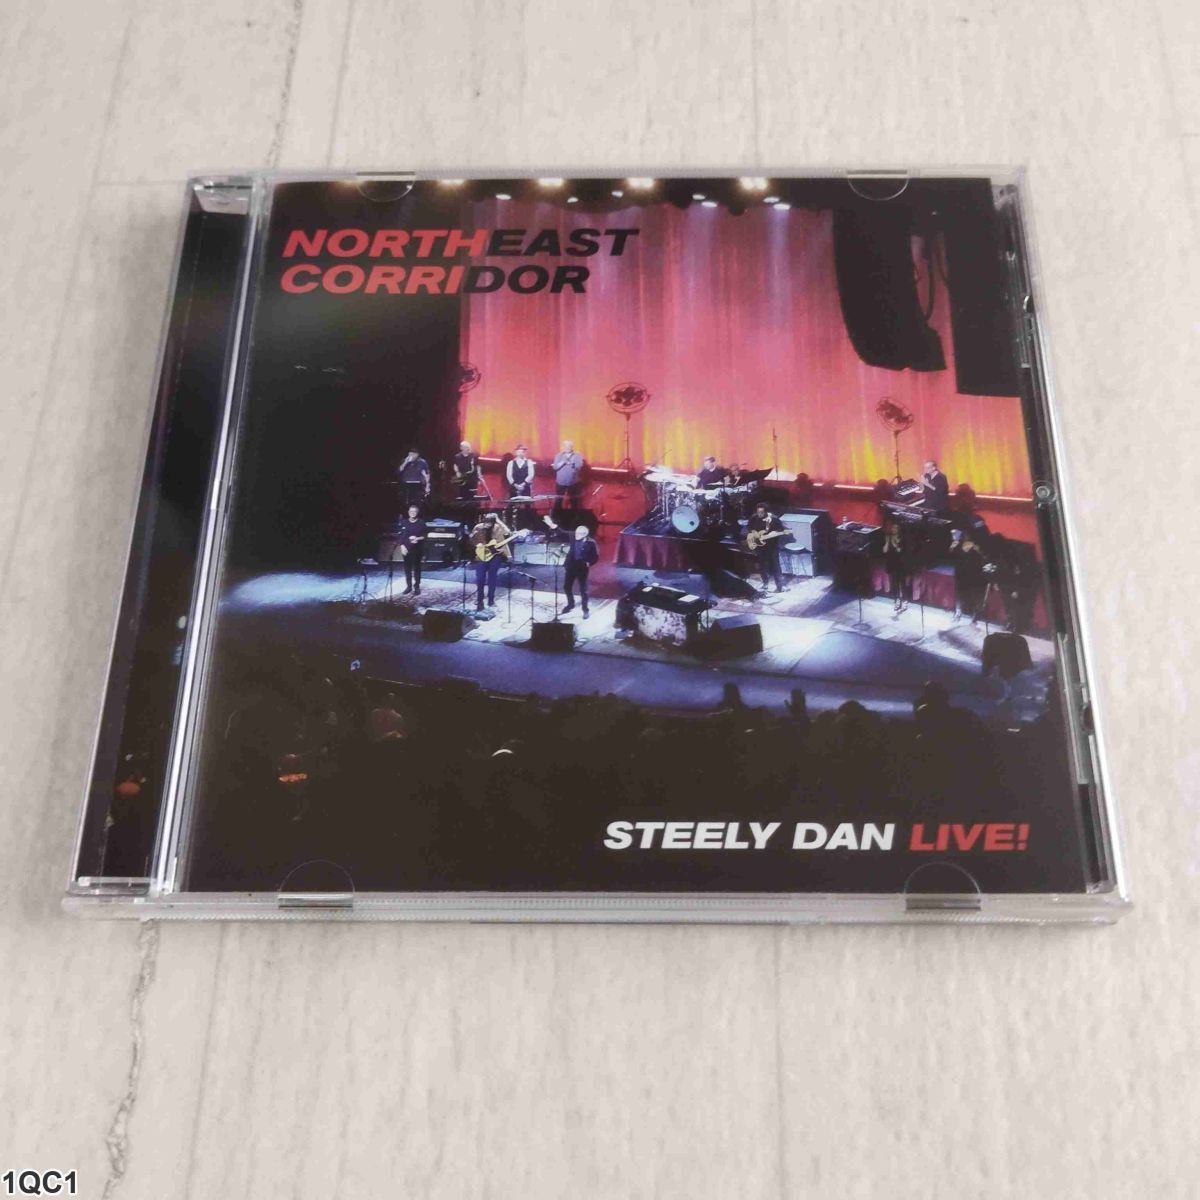 NORTHEAST
CORRIDOR
STEELY DAN LIVE!
1QC1